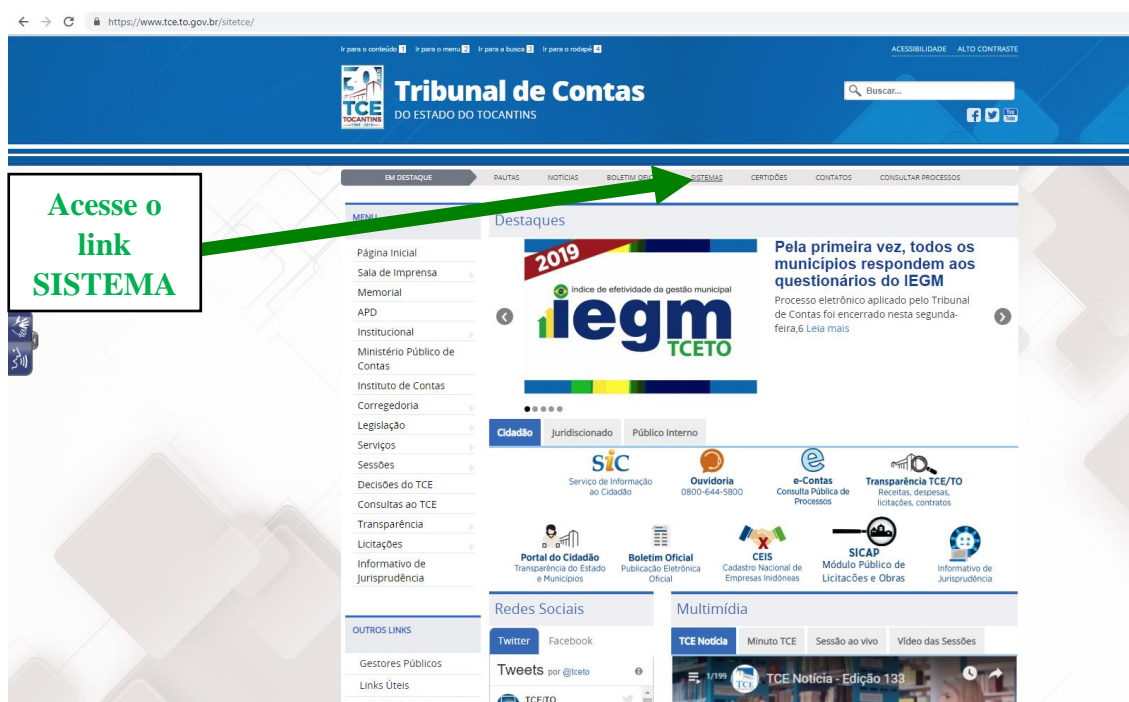 https://www.tce.to.gov.br/sitetce/
Ir para o conteúdo 1 Ir para o menu 2 Ir para a busca 3 Ir para o rodapé 4
ACESSIBILIDADE ALTO CONTRASTE
TCE
TOCANTINS
Tribunal de Contas
DO ESTADO DO TOCANTINS
Buscar...
You
Tube
EM DESTAQUE PAUTAS NOTÍCIAS BOLETIM SISTEMAS CERTIDÕES CONTATOS CONSULTAR PROCESSOS
Acesse o
link
SISTEMA
MENU
Página Inicial
Sala de Imprensa
Memorial
APD
Institucional
Ministério Público de
Contas
Instituto de Contas
Corregedoria
Legislação
Serviços
Sessões
Decisões do TCE
Consultas ao TCE
Transparência
Licitações
Informativo de
Jurisprudência
OUTROS LINKS
Gestores Públicos
Links Úteis
Destaques
2019
índice de efetividade da gestão municipal
iegm
TCETO
Pela primeira vez, todos os
municípios respondem aos
questionários do IEGM
Processo eletrônico aplicado pelo Tribunal
de Contas foi encerrado nesta segunda-
feira,6 Leia mais
Cidadão Juridiscionado Público Interno
SiC
Serviço de Informação
ao Cidadão
Ouvidoria
0800-644-5800
e-Contas
Consulta Pública de
Processos
Transparência TCE/TO
Receitas, despesas,
licitações, contratos
Portal do Cidadão
Transparência do Estado
e Municípios
Boletim Oficial
Publicação Eletrônica
Oficial
CEIS
Cadastro Nacional de
Empresas Inidôneas
SICAP
Módulo Público de
Licitacões e Obras
Informativo de
Jurisprudência
Redes Sociais
Twitter Facebook
Tweets por @tceto
TCE/TO
Multimídia
TCE Notícia Minuto TCE Sessão ao vivo Vídeo das Sessões
1/199 TCE TCE Notícia - Edição 133